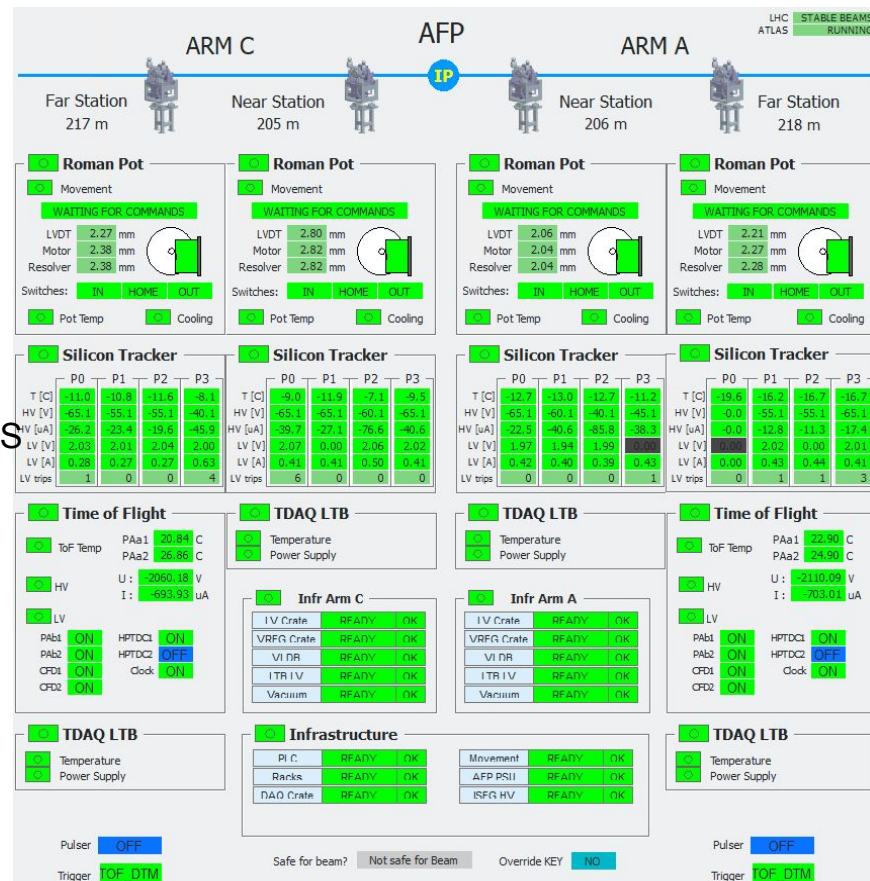 AFP
LHC STABLE BEAMS
ATLAS RUNNING
ARM C
ARM A
IP
Far Station
217 m
Near Station
205 m
Near Station
206 m
Far Station
218 m
Roman Pot
Movement
WAITING FOR COMMANDS
LVDT 2.27 mm
Motor 2.38 mm
Resolver 2.38 mm
Switches: IN HOME OUT
Pot Temp Cooling
Roman Pot
Movement
WAITING FOR COMMANDS
LVDT 2.80 mm
Motor 2.82 mm
Resolver 2.82 mm
Switches: IN HOME OUT
Pot Temp Cooling
Roman Pot
Movement
WAITING FOR COMMANDS
LVDT 2.06 mm
Motor 2.04 mm
Resolver 2.04 mm
Switches: IN HOME OUT
Pot Temp Cooling
Roman Pot
Movement
WAITING FOR COMMANDS
LVDT 2.21 mm
Motor 2.27 mm
Resolver 2.28 mm
Switches: IN HOME OUT
Pot Temp Cooling
S
Silicon Tracker
P0 P1 P2 P3
T [C] -11.0 -10.8 -11.6 -8.1
HV [V] -65.1 -55.1 -55.1 -40.1
HV [uA] -26.2 -23.4 -19.6 -45.9
LV [V] 2.03 2.01 2.04 2.00
LV [A] 0.28 0.27 0.27 0.63
LV trips 1 0 0 4
Silicon Tracker
P0 P1 P2 P3
T [C] -9.0 -11.9 -7.1 -9.5
HV [V] -65.1 -65.1 -60.1 -65.1
HV [uA] -39.7 -27.1 -76.6 -40.6
LV [V] 2.07 0.00 2.06 2.02
LV [A] 0.41 0.41 0.50 0.41
LV trips 6 0 0 0
Silicon Tracker
P0 P1 P2 P3
T [C] -12.7 -13.0 -12.7 -11.2
HV [V] -65.1 -60.1 -40.1 -45.1
HV [uA] -22.5 -40.6 -85.8 -38.3
LV [V] 1.97 1.94 1.99 0.00
LV [A] 0.42 0.40 0.39 0.43
LV trips 0 0 0 1
Silicon Tracker
P0 P1 P2 P3
T [C] -19.6 -16.2 -16.7 -16.7
HV [V] -0.0 -55.1 -55.1 -65.1
HV [uA] -0.0 -12.8 -11.3 -17.4
LV [V] 0.00 2.02 0.00 2.01
LV [A] 0.00 0.43 0.44 0.41
LV trips 0 1 1 3
Time of Flight
ToF Temp
PAa1 20.84 C
PAa2 26.86 C
HV
U : -2060.18 V
I : -693.93 uA
LV
PAb1 ON HPTDC1 ON
PAb2 ON HPTDC2 OFF
CFD1 ON Clock ON
CFD2 ON
TDAQ LTB
Temperature
Power Supply
TDAQ LTB
Temperature
Power Supply
Time of Flight
ToF Temp
PAa1 22.90 C
PAa2 24.90 C
HV
U : -2110.09 V
I : -703.01 uA
LV
PAb1 ON HPTDC1 ON
PAb2 ON HPTDC2 OFF
CFD1 ON Clock ON
CFD2 ON
Infr Arm C
LV Crate READY OK
VREG Crate READY OK
VLDB READY OK
LTB LV READY OK
Vacuum READY OK
Infr Arm A
LV Crate READY OK
VREG Crate READY OK
VLDB READY OK
LTB LV READY OK
Vacuum READY OK
TDAQ LTB
Temperature
Power Supply
Infrastructure
PLC READY OK
Racks READY OK
DAQ Crate READY OK
Movement READY OK
AFP PSU READY OK
ISEG HV READY OK
TDAQ LTB
Temperature
Power Supply
Pulser OFF
Trigger TOF DTM
Safe for beam? Not safe for Beam
Override KEY NO
Pulser OFF
Trigger TOF DTM